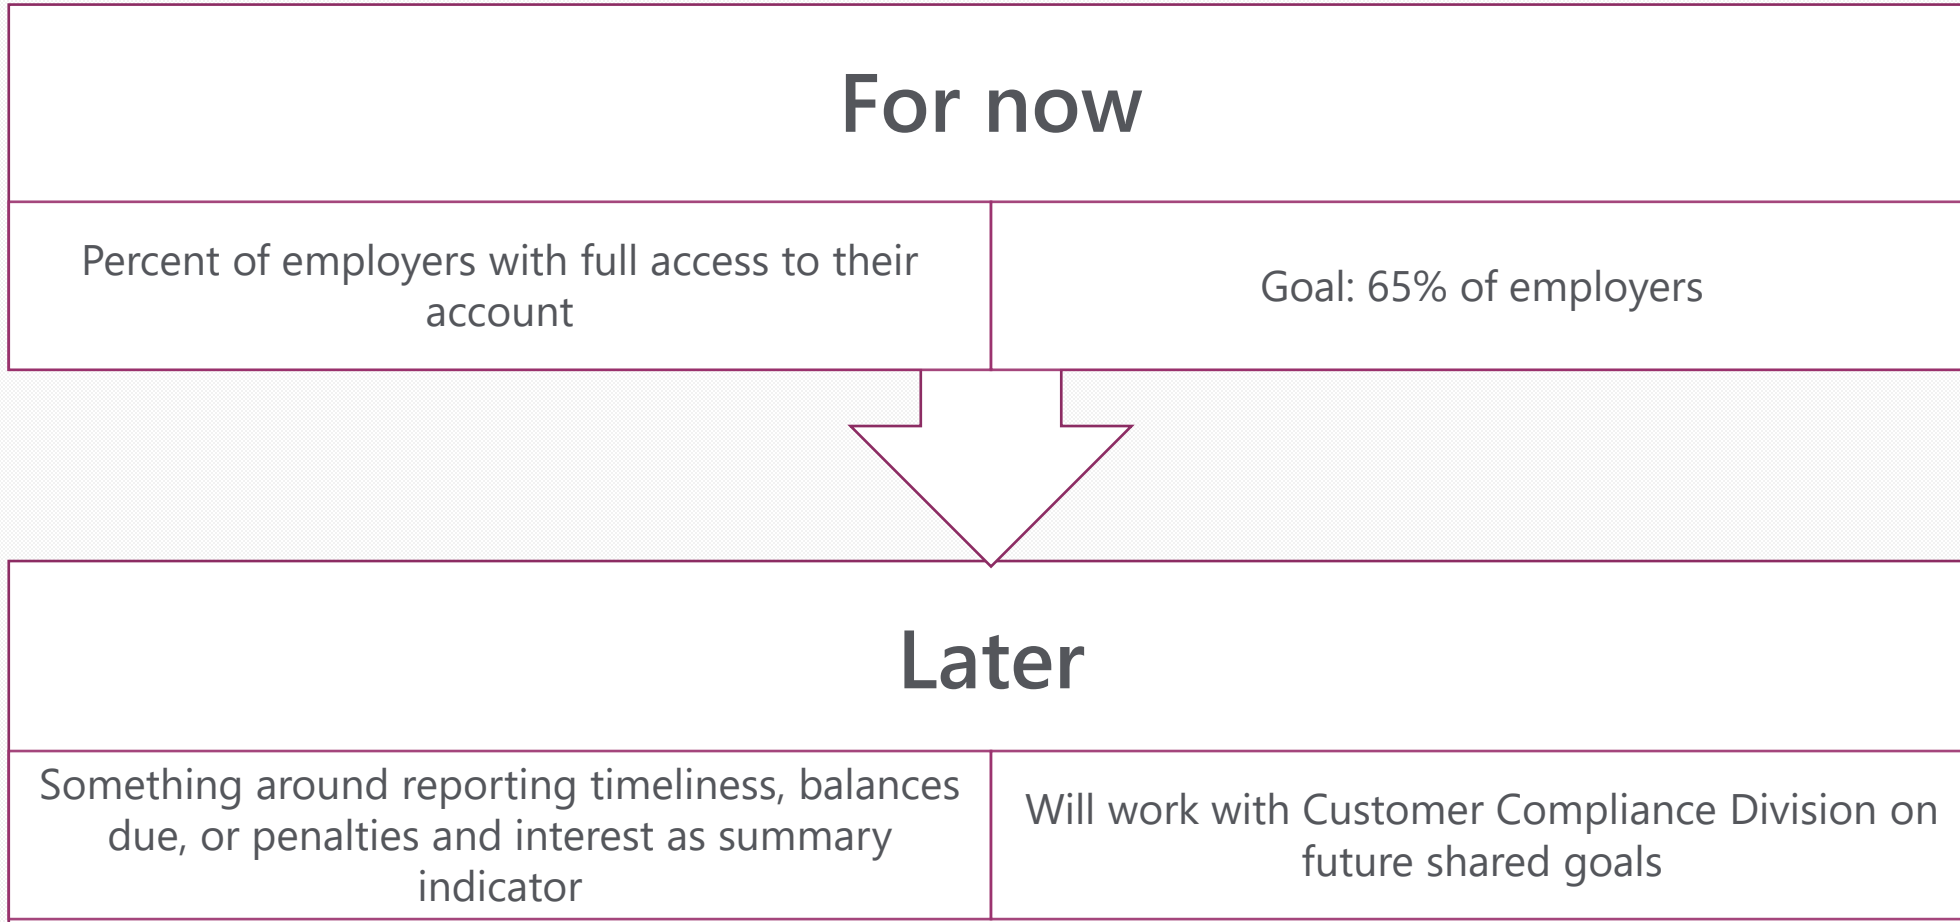 For now
Percent of employers with full access to their
account
Goal: 65% of employers
Later
Something around reporting timeliness, balances
due, or penalties and interest as summary
indicator
Will work with Customer Compliance Division on
future shared goals